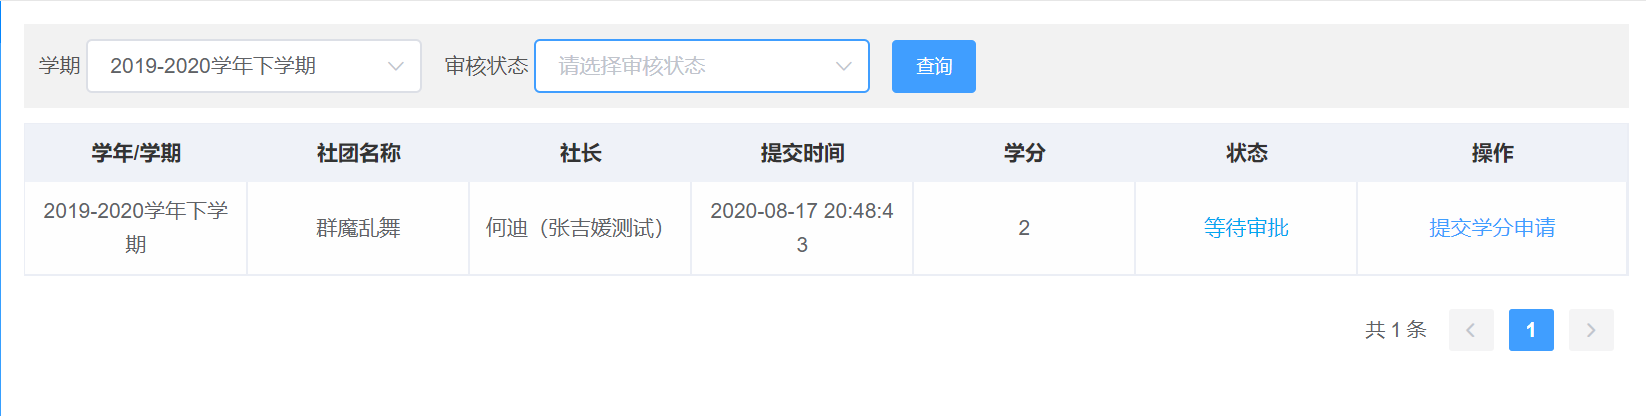 学期 2019-2020学年下学期 审核状态 请选择审核状态 查询
学年/学期 社团名称 社长 提交时间 学分 状态 操作
2019-2020学年下学
期
群魔乱舞
何迪（张吉媛测试）
2020-08-17 20:48:4
3
2
等待审批
提交学分申请
共 1 条 1